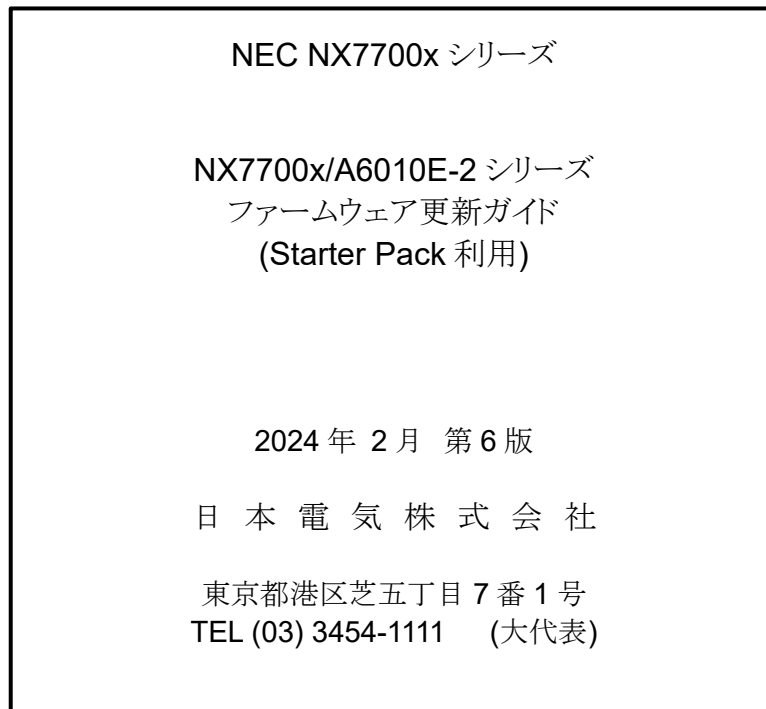 NEC NX7700x シリーズ
NX7700x/A6010E-2 シリーズ
ファームウェア更新ガイド
(Starter Pack 利用)
2024 年 2 月 第 6 版
日 本 電 気 株 式 会 社
東京都港区芝五丁目 7 番 1 号
TEL (03) 3454-1111 (大代表)